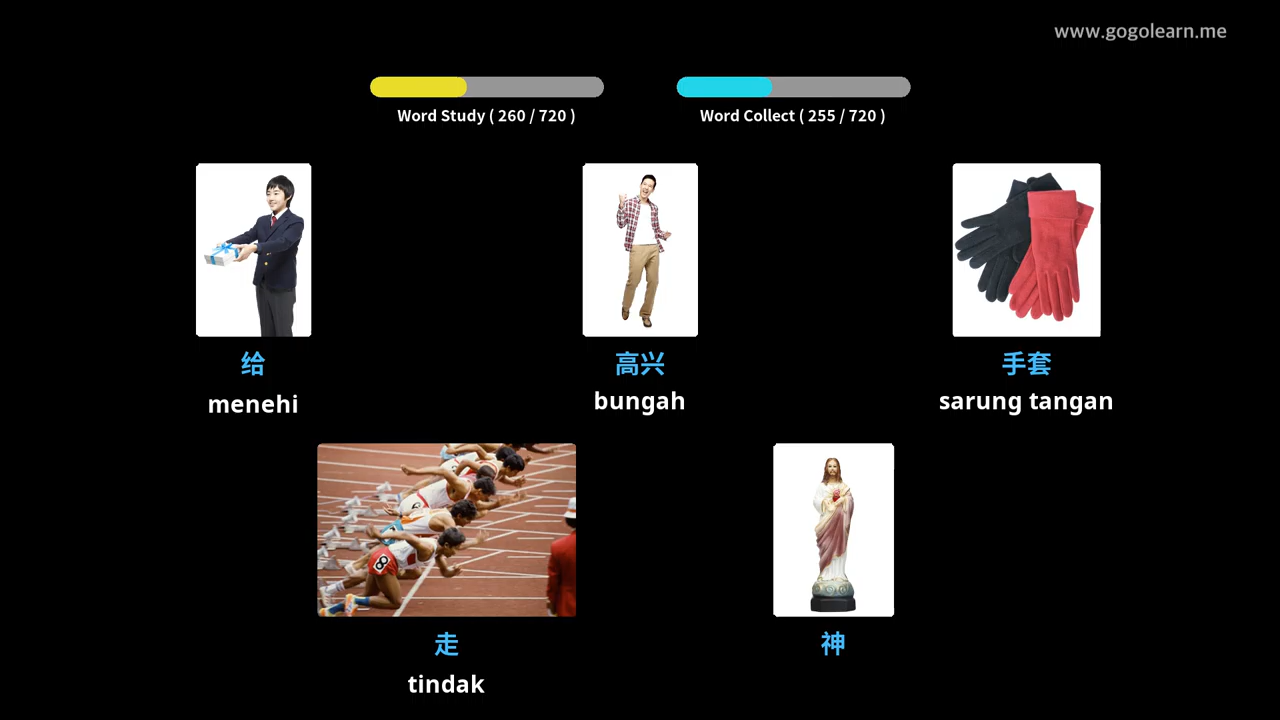 www.gogolearn.me
Word Study ( 260 / 720 )
Word Collect ( 255 / 720 )
给
menehi
高兴
bungah
手套
sarung tangan
8
走
tindak
神